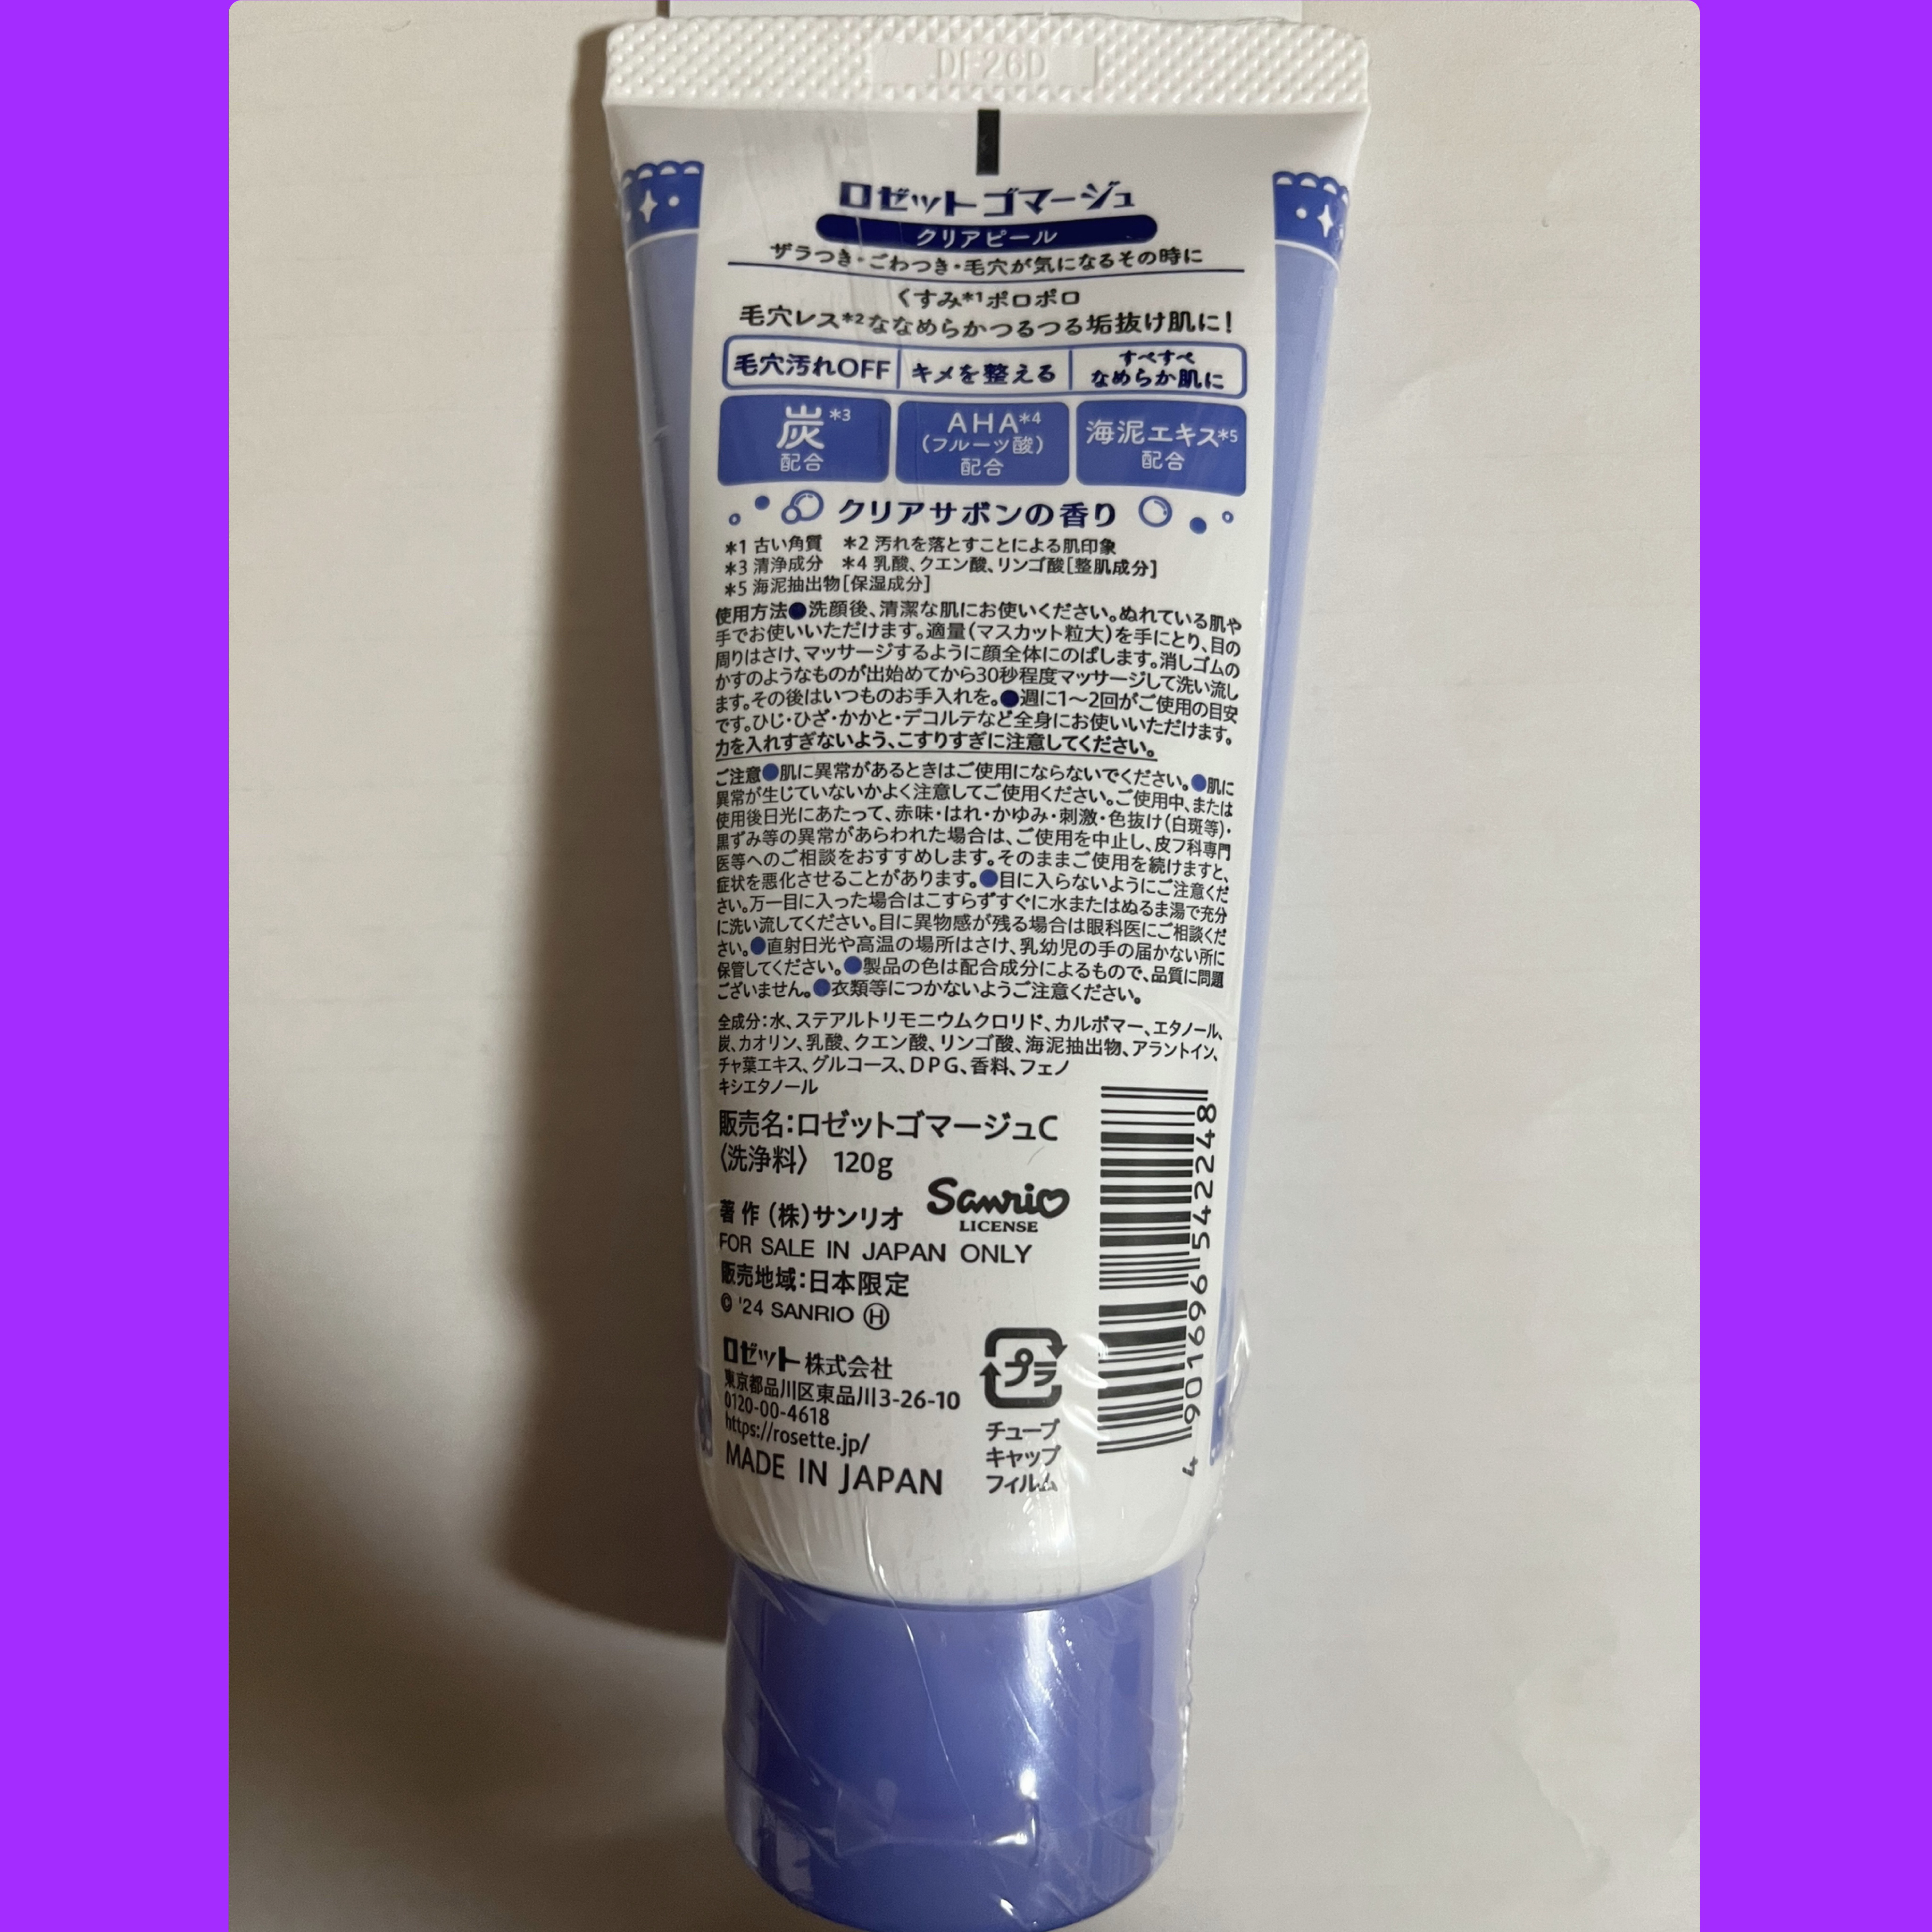 DF26D
ロゼットゴマージュ
クリアピール
ザラつき・ごわつき・毛穴が気になるその時に
くすみ*1ポロポロ
毛穴レス*2ななめらかつるつる垢抜け肌に!
毛穴汚れOFF キメを整える すべすべなめらか肌に
炭*3配合
AHA*4(フルーツ酸)配合
海泥エキス*5配合
クリアサボンの香り
*1 古い角質 *2 汚れを落とすことによる肌印象
*3 清浄成分 *4 乳酸、クエン酸、リンゴ酸[整肌成分]
*5 海泥抽出物[保湿成分]
使用方法●洗顔後、清潔な肌にお使いください。ぬれている肌や
手でお使いいただけます。適量(マスカット粒大)を手にとり、目の
周りはさけ、マッサージするように顔全体にのばします。消しゴムの
かすのようなものが出始めてから30秒程度マッサージして洗い流し
ます。その後はいつものお手入れを。●週に1〜2回がご使用の目安
です。ひじ・ひざ・かかと・デコルテなど全身にお使いいただけます。
力を入れすぎないよう、こすりすぎに注意してください。
ご注意●肌に異常があるときはご使用にならないでください。●肌に
異常が生じていないかよく注意してご使用ください。ご使用中、または
使用後日光にあたって、赤味・はれ・かゆみ・刺激・色抜け(白斑等)・
黒ずみ等の異常があらわれた場合は、ご使用を中止し、皮フ科専門
医等へのご相談をおすすめします。そのままご使用を続けますと、
症状を悪化させることがあります。●目に入らないようにご注意くだ
さい。万一目に入った場合はこすらずすぐに水またはぬるま湯で充分
に洗い流してください。目に異物感が残る場合は眼科医にご相談くだ
さい。●直射日光や高温の場所はさけ、乳幼児の手の届かない所に
保管してください。●製品の色は配合成分によるもので、品質に問題
ございません。●衣類等につかないようご注意ください。
全成分:水、ステアルトリモニウムクロリド、カルボマー、エタノール、
炭、カオリン、乳酸、クエン酸、リンゴ酸、海泥抽出物、アラントイン、
チャ葉エキス、グルコース、DPG、香料、フェノ
キシエタノール
販売名:ロゼットゴマージュC
〈洗浄料〉 120g
著作(株)サンリオ
Sanrio
LICENSE
FOR SALE IN JAPAN ONLY
販売地域:日本限定
© '24 SANRIO Ⓗ
ロゼット株式会社
東京都品川区東品川3-26-10
0120-00-4618
https://rosette.jp/
MADE IN JAPAN
プラ
チューブ
キャップ
フィルム
4 901696 542248